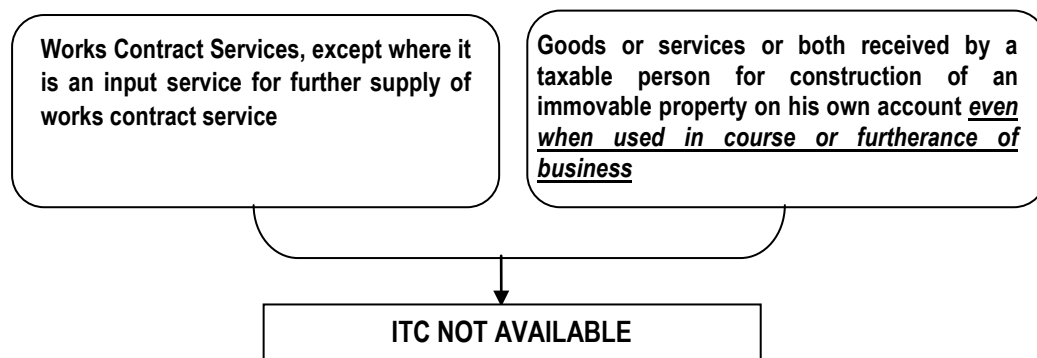 Works Contract Services, except where it
is an input service for further supply of
works contract service
Goods or services or both received by a
taxable person for construction of an
immovable property on his own account even
when used in course or furtherance of
business
ITC NOT AVAILABLE